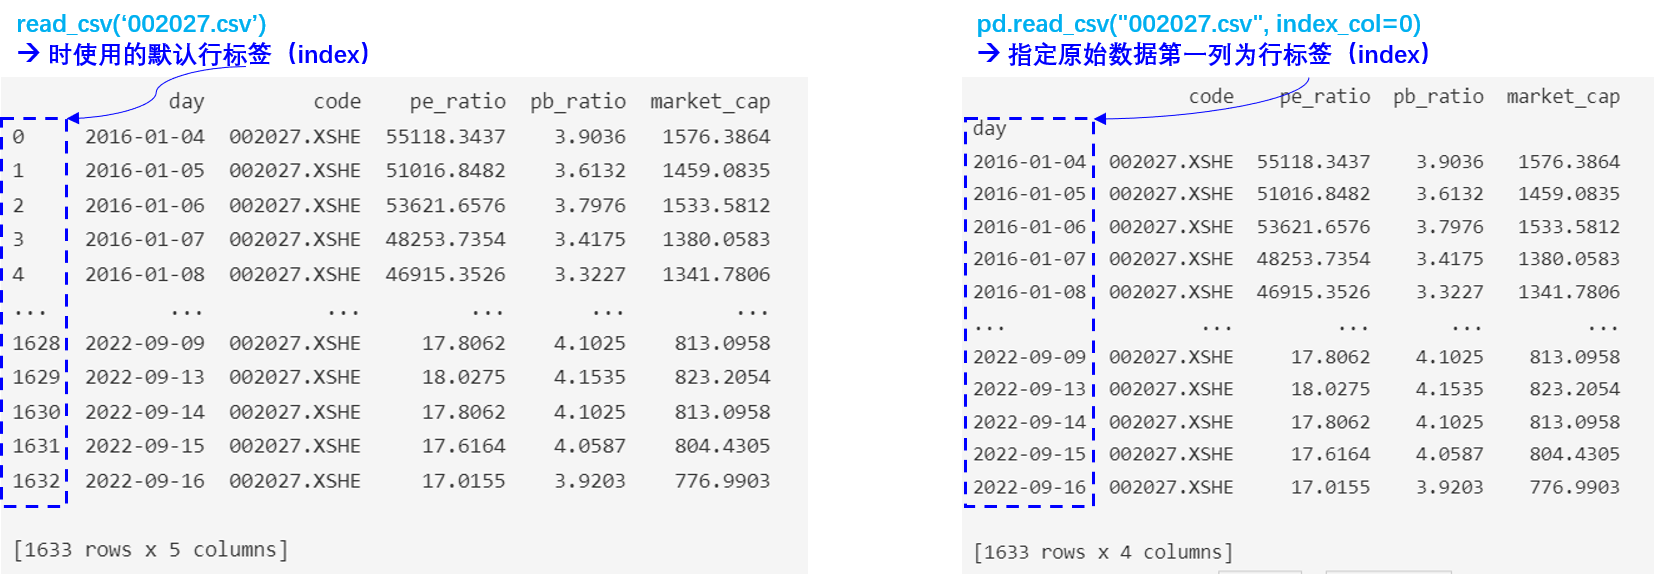 read_csv(‘002027.csv’)
→ 时使用的默认行标签（index）
day code pe_ratio pb_ratio market_cap
0 2016-01-04 002027.XSHE 55118.3437 3.9036 1576.3864
1 2016-01-05 002027.XSHE 51016.8482 3.6132 1459.0835
2 2016-01-06 002027.XSHE 53621.6576 3.7976 1533.5812
3 2016-01-07 002027.XSHE 48253.7354 3.4175 1380.0583
4 2016-01-08 002027.XSHE 46915.3526 3.3227 1341.7806
... ... ... ... ... ...
1628 2022-09-09 002027.XSHE 17.8062 4.1025 813.0958
1629 2022-09-13 002027.XSHE 18.0275 4.1535 823.2054
1630 2022-09-14 002027.XSHE 17.8062 4.1025 813.0958
1631 2022-09-15 002027.XSHE 17.6164 4.0587 804.4305
1632 2022-09-16 002027.XSHE 17.0155 3.9203 776.9903
[1633 rows x 5 columns]
pd.read_csv("002027.csv", index_col=0)
→ 指定原始数据第一列为行标签（index）
code pe_ratio pb_ratio market_cap
day
2016-01-04 002027.XSHE 55118.3437 3.9036 1576.3864
2016-01-05 002027.XSHE 51016.8482 3.6132 1459.0835
2016-01-06 002027.XSHE 53621.6576 3.7976 1533.5812
2016-01-07 002027.XSHE 48253.7354 3.4175 1380.0583
2016-01-08 002027.XSHE 46915.3526 3.3227 1341.7806
... ... ... ... ...
2022-09-09 002027.XSHE 17.8062 4.1025 813.0958
2022-09-13 002027.XSHE 18.0275 4.1535 823.2054
2022-09-14 002027.XSHE 17.8062 4.1025 813.0958
2022-09-15 002027.XSHE 17.6164 4.0587 804.4305
2022-09-16 002027.XSHE 17.0155 3.9203 776.9903
[1633 rows x 4 columns]